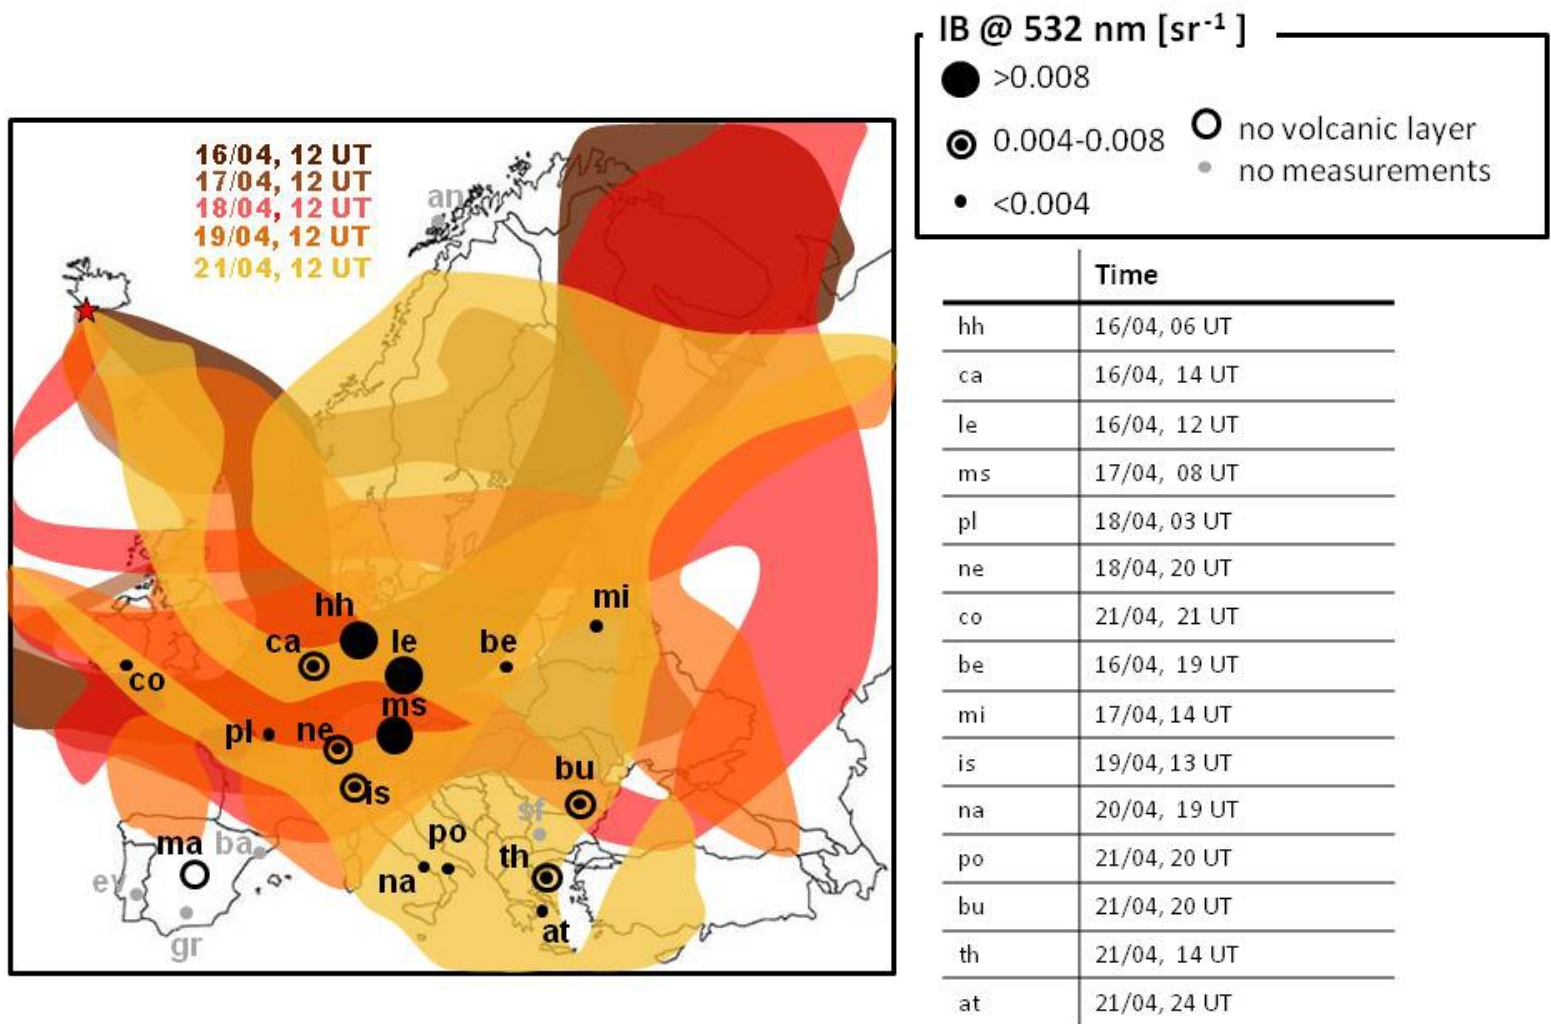 IB @ 532 nm [sr-1 ]
>0.008
0.004-0.008
<0.004
no volcanic layer
no measurements
16/04, 12 UT
17/04, 12 UT
18/04, 12 UT
19/04, 12 UT
21/04, 12 UT
an
hh
mi
ca
le
be
co
ms
pl
ne
bu
is
sf
po
ma
ba
th
na
ev
at
gr
Time
hh 16/04, 06 UT
ca 16/04, 14 UT
le 16/04, 12 UT
ms 17/04, 08 UT
pl 18/04, 03 UT
ne 18/04, 20 UT
co 21/04, 21 UT
be 16/04, 19 UT
mi 17/04, 14 UT
is 19/04, 13 UT
na 20/04, 19 UT
po 21/04, 20 UT
bu 21/04, 20 UT
th 21/04, 14 UT
at 21/04, 24 UT